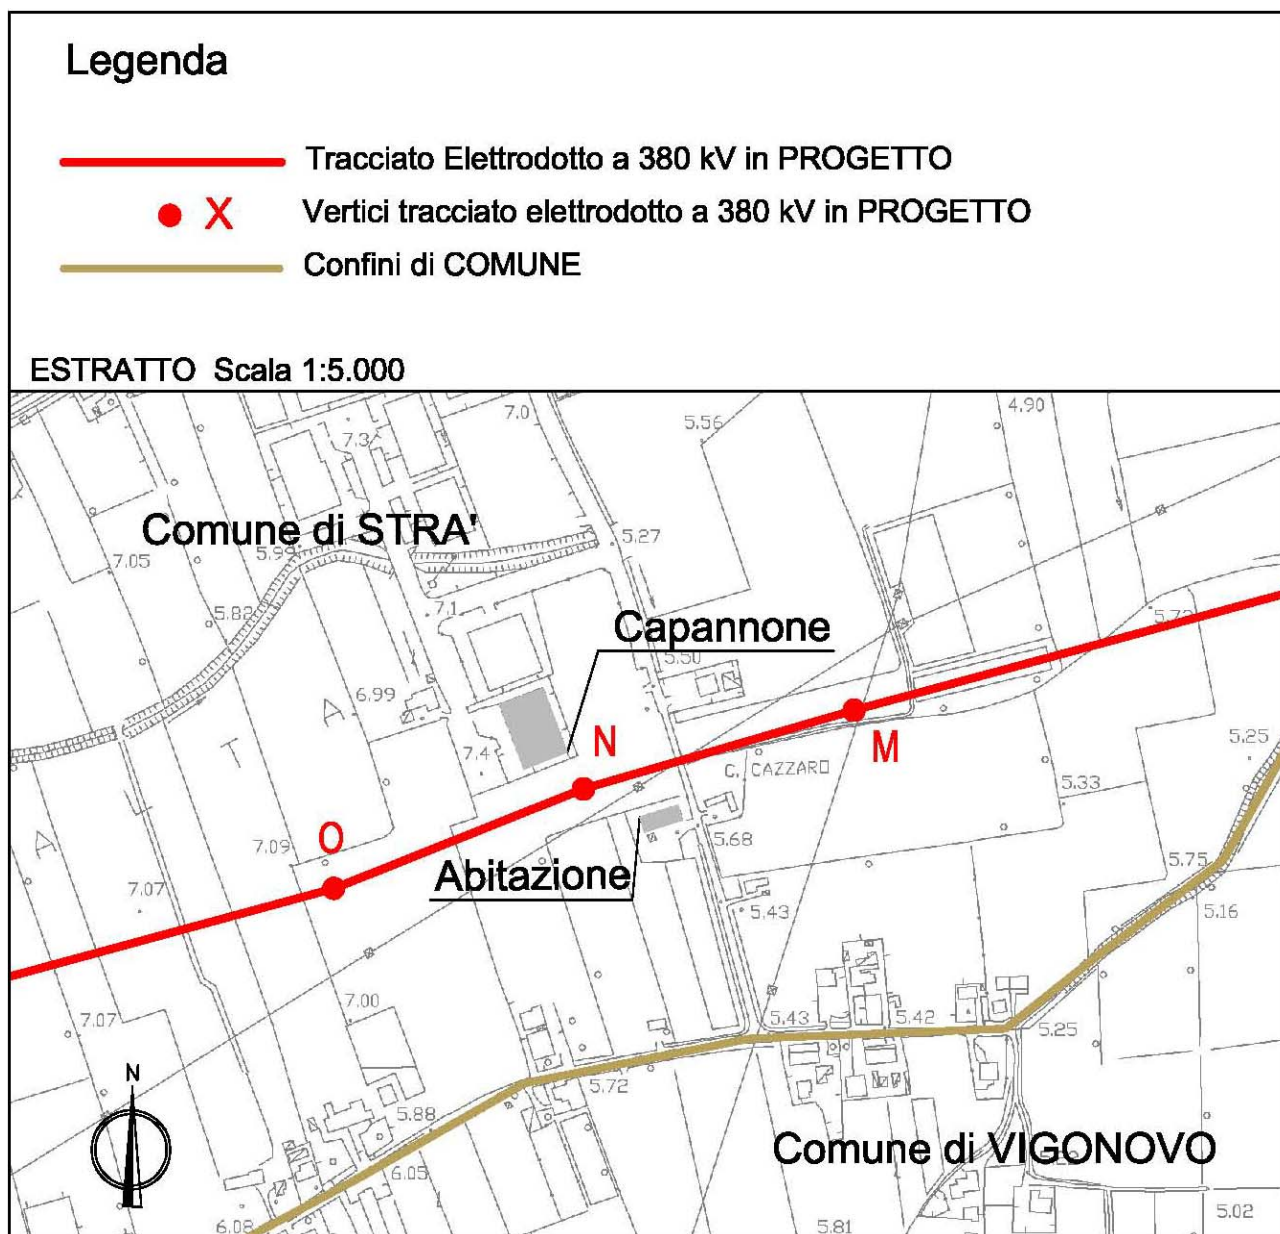 Legenda
Tracciato Elettrodotto a 380 kV in PROGETTO
X Vertici tracciato elettrodotto a 380 kV in PROGETTO
Confini di COMUNE
ESTRATTO Scala 1:5.000
7.0
4.90
5.56
7.3
Comune di STRA'
5.27
7.05
5.99
5.82
7.1
5.73
Capannone
5.50
6.99
A
T
A
N
M
7.4
5.25
C. CAZZARO
5.33
O
7.09
5.68
A
7.07
Abitazione
5.75
5.43
5.16
7.00
7.07
5.43
5.42
5.25
N
5.72
5.88
Comune di VIGONOVO
6.05
6.08
5.81
5.02